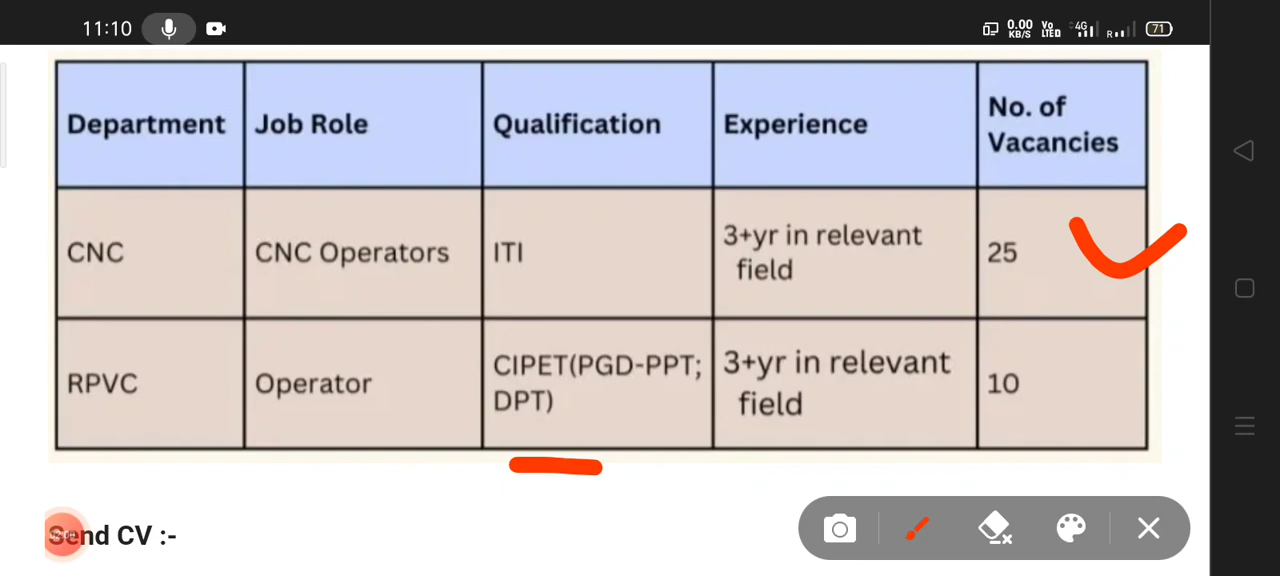 11:10
0.00 KB/S Vo LTE 4G R 71
Department Job Role Qualification Experience No. of Vacancies
CNC CNC Operators ITI 3+yr in relevant field 25
RPVC Operator CIPET(PGD-PPT; DPT) 3+yr in relevant field 10
Send CV :-